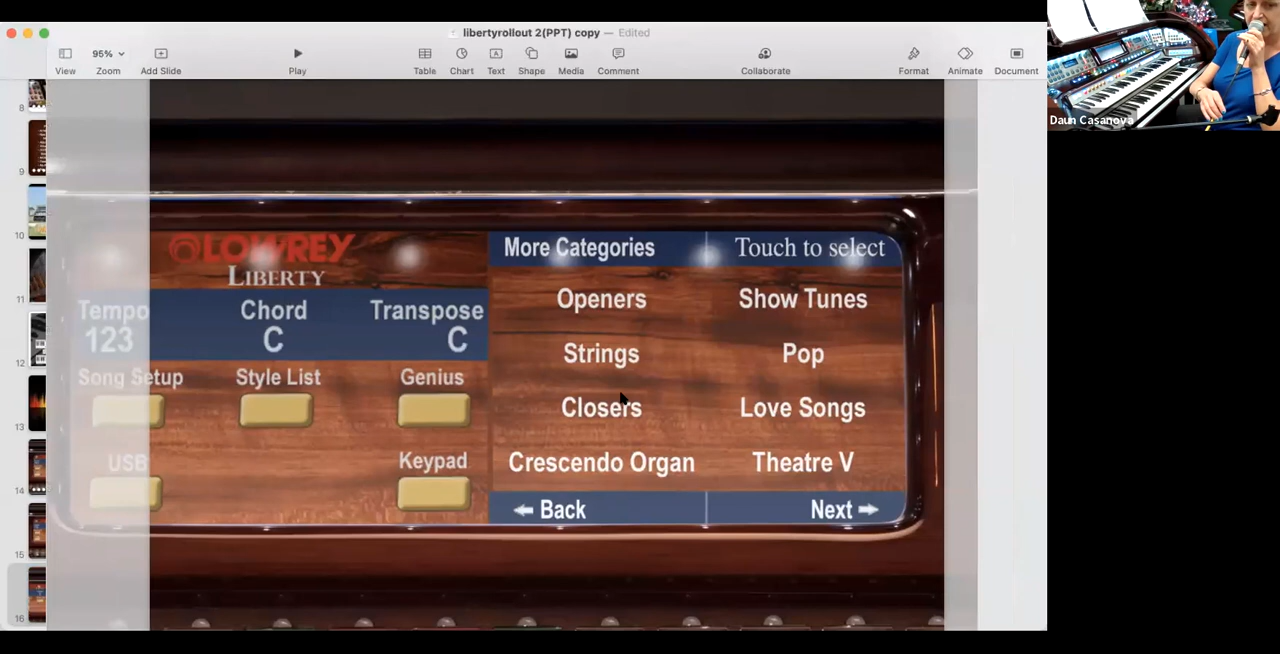 libertyrollout 2(PPT) copy — Edited
95%
View Zoom Add Slide Play Table Chart Text Shape Media Comment Collaborate Format Animate Document
Daun Casanova
8
9
10
11
12
13
14
15
16
LOWREY
LIBERTY
Tempo Chord Transpose
123 C C
Song Setup Style List Genius
USB Keypad
More Categories Touch to select
Openers Show Tunes
Strings Pop
Closers Love Songs
Crescendo Organ Theatre V
Back Next